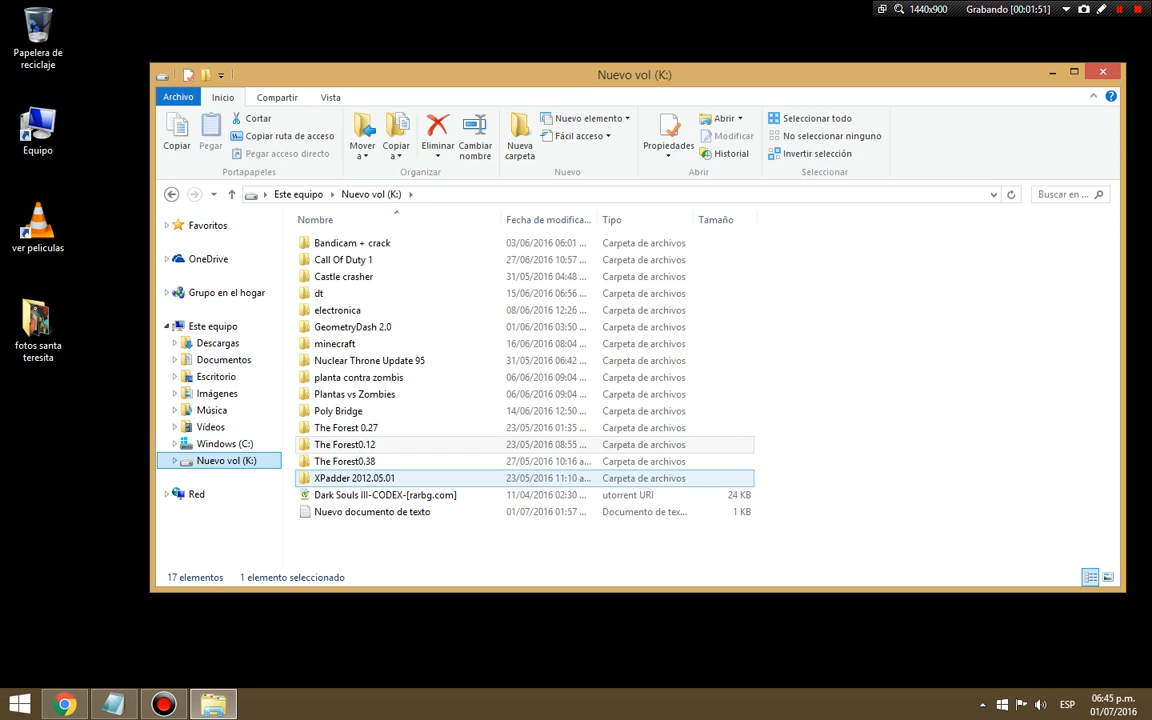 1440x900 Grabando [00:01:51]
Papelera de
reciclaje
Equipo
ver peliculas
fotos santa
teresita
Nuevo vol (K:)
Archivo Inicio Compartir Vista
Copiar
Pegar
Cortar
Copiar ruta de acceso
Pegar acceso directo
Portapapeles
Mover
a
Copiar
a
Eliminar
Cambiar
nombre
Organizar
Nueva
carpeta
Nuevo elemento
Fácil acceso
Nuevo
Propiedades
Abrir
Modificar
Historial
Abrir
Seleccionar todo
No seleccionar ninguno
Invertir selección
Seleccionar
Este equipo Nuevo vol (K:)
Buscar en ...
Favoritos
OneDrive
Grupo en el hogar
Este equipo
Descargas
Documentos
Escritorio
Imágenes
Música
Vídeos
Windows (C:)
Nuevo vol (K:)
Red
Nombre Fecha de modifica... Tipo Tamaño
Bandicam + crack 03/06/2016 06:01 ... Carpeta de archivos
Call Of Duty 1 27/06/2016 10:57 ... Carpeta de archivos
Castle crasher 31/05/2016 04:48 ... Carpeta de archivos
dt 15/06/2016 06:56 ... Carpeta de archivos
electronica 08/06/2016 12:26 ... Carpeta de archivos
GeometryDash 2.0 01/06/2016 03:50 ... Carpeta de archivos
minecraft 16/06/2016 08:04 ... Carpeta de archivos
Nuclear Throne Update 95 31/05/2016 06:42 ... Carpeta de archivos
planta contra zombis 06/06/2016 09:04 ... Carpeta de archivos
Plantas vs Zombies 06/06/2016 09:04 ... Carpeta de archivos
Poly Bridge 14/06/2016 12:50 ... Carpeta de archivos
The Forest 0.27 23/05/2016 01:35 ... Carpeta de archivos
The Forest0.12 23/05/2016 08:55 ... Carpeta de archivos
The Forest0.38 27/05/2016 10:16 a... Carpeta de archivos
XPadder 2012.05.01 23/05/2016 11:10 a... Carpeta de archivos
Dark Souls III-CODEX-[rarbg.com] 11/04/2016 02:30 ... utorrent URI 24 KB
Nuevo documento de texto 01/07/2016 01:57 ... Documento de tex... 1 KB
17 elementos 1 elemento seleccionado
ESP
06:45 p.m.
01/07/2016